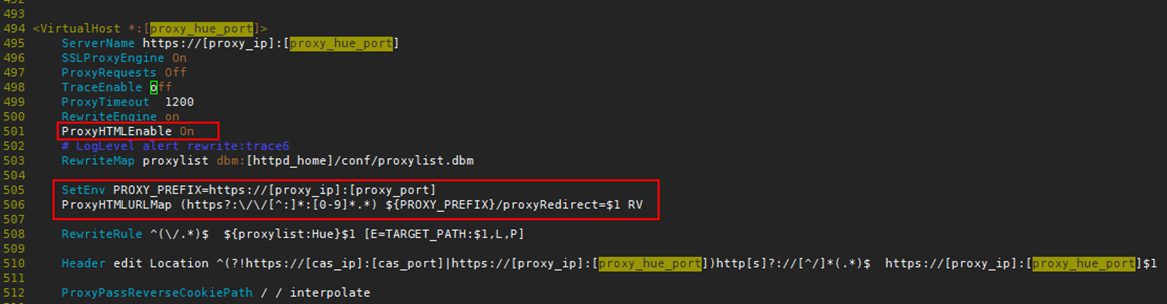 492
493
494 <VirtualHost *:[proxy_hue_port]>
495 ServerName https://[proxy_ip]:[proxy_hue_port]
496 SSLProxyEngine On
497 ProxyRequests Off
498 TraceEnable off
499 ProxyTimeout  1200
500 RewriteEngine on
501 ProxyHTMLEnable On
502 # LogLevel alert rewrite:trace6
503 RewriteMap proxylist dbm:[httpd_home]/conf/proxylist.dbm
504
505 SetEnv PROXY_PREFIX=https://[proxy_ip]:[proxy_port]
506 ProxyHTMLURLMap (https?:\/\/[^:]*:[0-9]*.*) ${PROXY_PREFIX}/proxyRedirect=$1 RV
507
508 RewriteRule ^(\/.*)$  ${proxylist:Hue}$1 [E=TARGET_PATH:$1,L,P]
509
510 Header edit Location ^(?!https://[cas_ip]:[cas_port]|https://[proxy_ip]:[proxy_hue_port])http[s]?://[^/]*(.*)$  https://[proxy_ip]:[proxy_hue_port]$1
511
512 ProxyPassReverseCookiePath / / interpolate